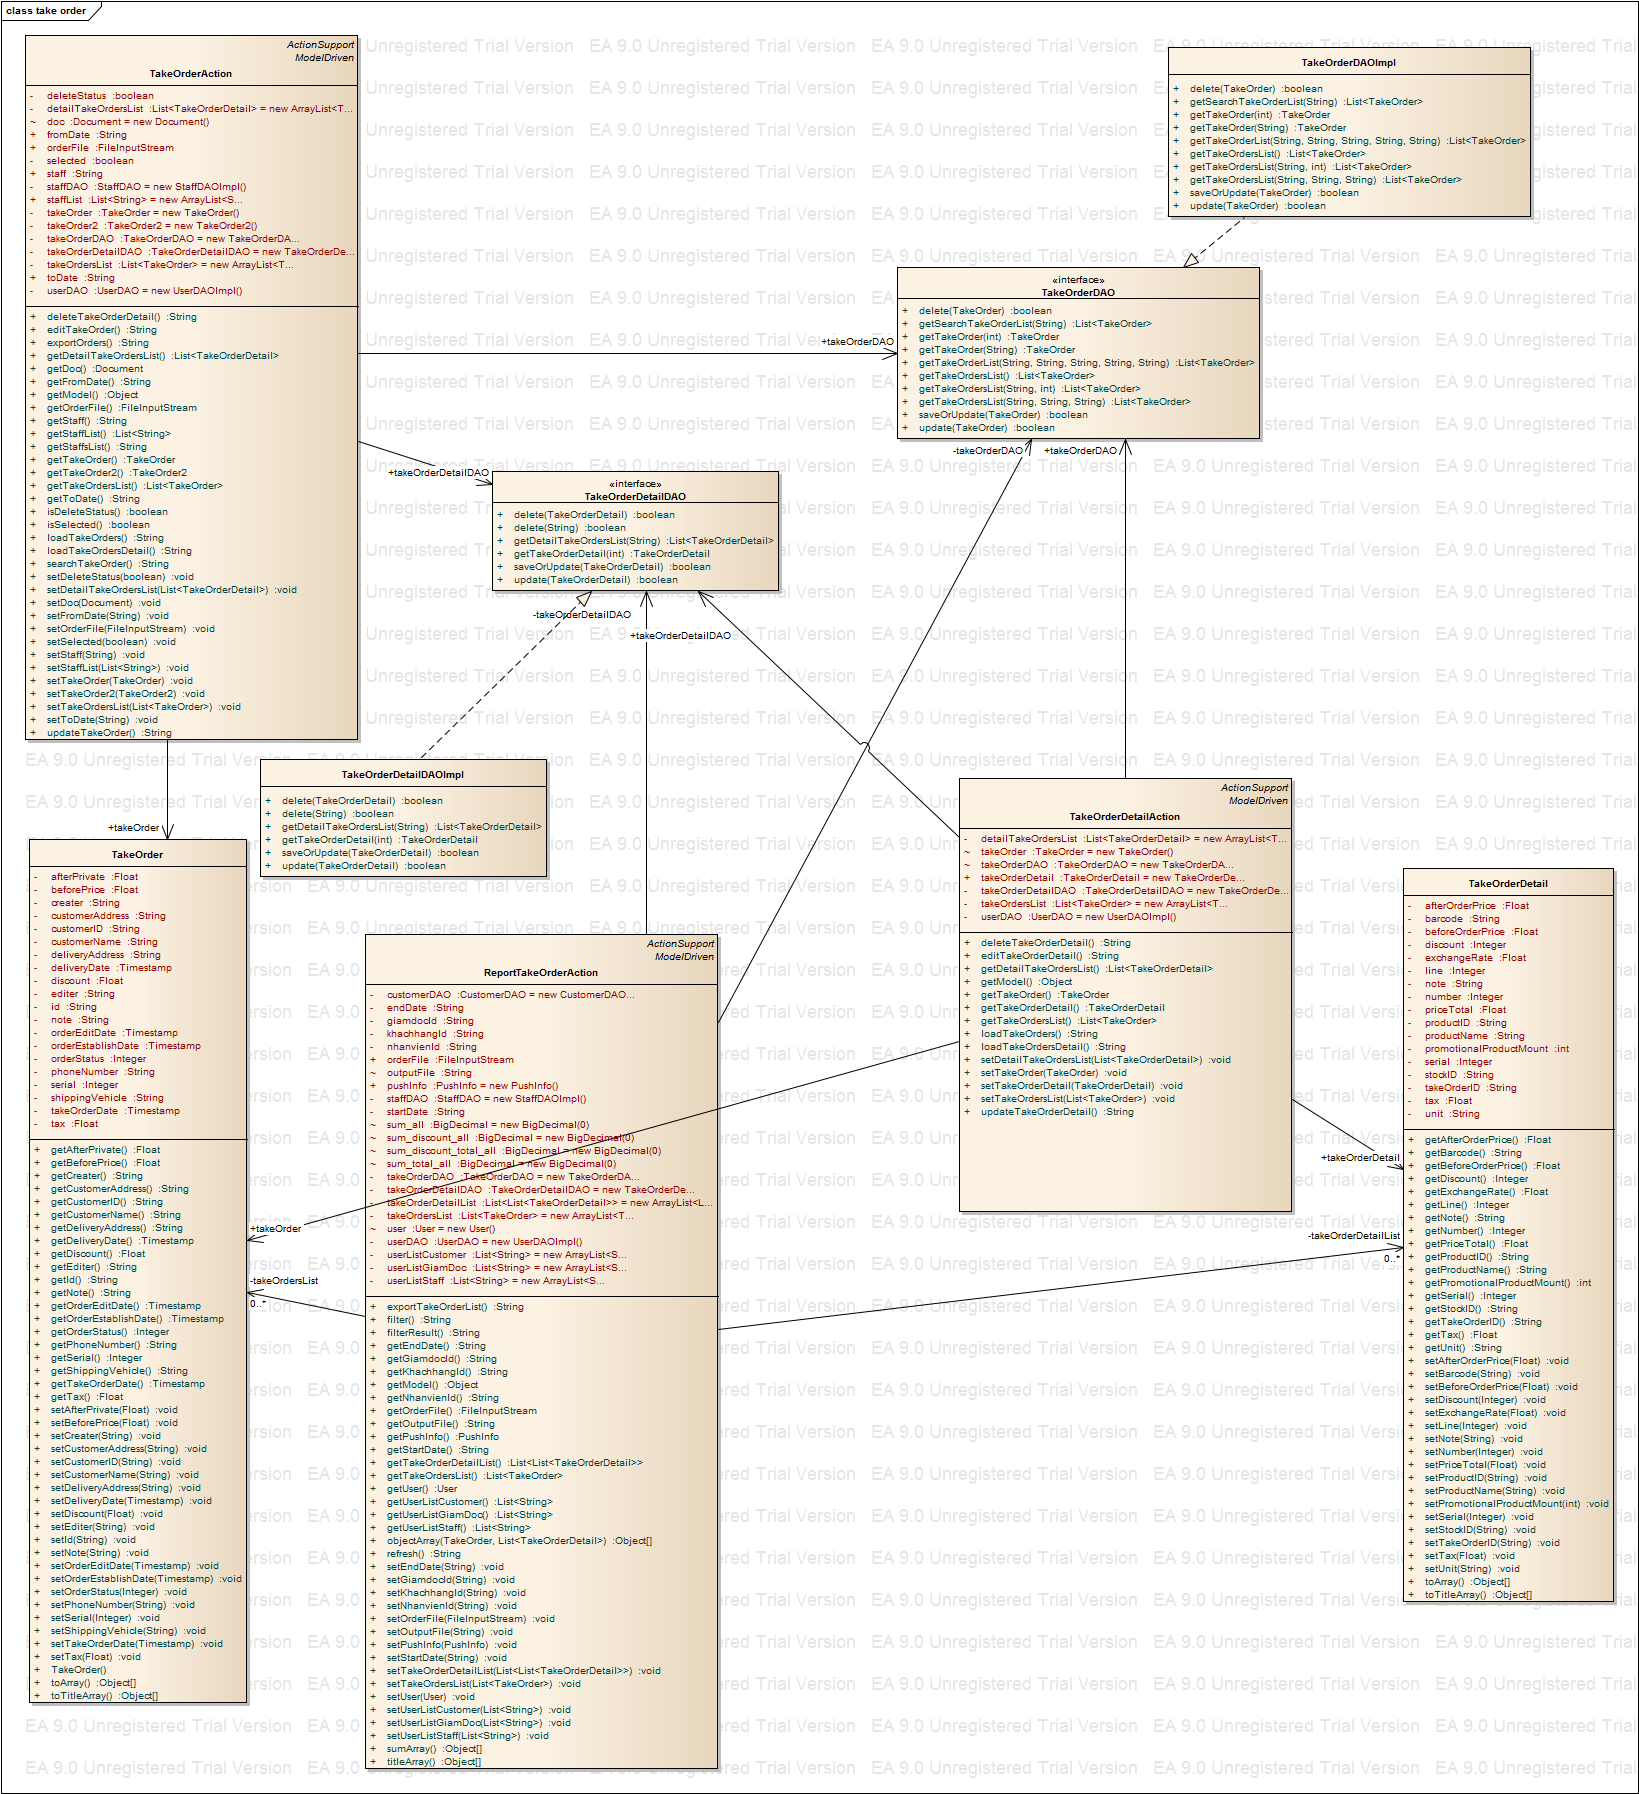 class take order
ActionSupport
ModelDriven
TakeOrderAction
- deleteStatus :boolean
- detailTakeOrdersList :List<TakeOrderDetail> = new ArrayList<T...
~ doc :Document = new Document()
+ fromDate :String
+ orderFile :FileInputStream
- selected :boolean
+ staff :String
- staffDAO :StaffDAO = new StaffDAOImpl()
+ staffList :List<String> = new ArrayList<S...
- takeOrder :TakeOrder = new TakeOrder()
- takeOrder2 :TakeOrder2 = new TakeOrder2()
- takeOrderDAO :TakeOrderDAO = new TakeOrderDA...
- takeOrderDetailDAO :TakeOrderDetailDAO = new TakeOrderDe...
- takeOrdersList :List<TakeOrder> = new ArrayList<T...
+ toDate :String
- userDAO :UserDAO = new UserDAOImpl()
+ deleteTakeOrderDetail() :String
+ editTakeOrder() :String
+ exportOrders() :String
+ getDetailTakeOrdersList() :List<TakeOrderDetail>
+ getDoc() :Document
+ getFromDate() :String
+ getModel() :Object
+ getOrderFile() :FileInputStream
+ getStaff() :String
+ getStaffList() :List<String>
+ getStaffsList() :String
+ getTakeOrder() :TakeOrder
+ getTakeOrder2() :TakeOrder2
+ getTakeOrdersList() :List<TakeOrder>
+ getToDate() :String
+ isDeleteStatus() :boolean
+ isSelected() :boolean
+ loadTakeOrders() :String
+ loadTakeOrdersDetail() :String
+ searchTakeOrder() :String
+ setDeleteStatus(boolean) :void
+ setDetailTakeOrdersList(List<TakeOrderDetail>) :void
+ setDoc(Document) :void
+ setFromDate(String) :void
+ setOrderFile(FileInputStream) :void
+ setSelected(boolean) :void
+ setStaff(String) :void
+ setStaffList(List<String>) :void
+ setTakeOrder(TakeOrder) :void
+ setTakeOrder2(TakeOrder2) :void
+ setTakeOrdersList(List<TakeOrder>) :void
+ setToDate(String) :void
+ updateTakeOrder() :String
TakeOrderDAOImpl
+ delete(TakeOrder) :boolean
+ getSearchTakeOrderList(String) :List<TakeOrder>
+ getTakeOrder(int) :TakeOrder
+ getTakeOrder(String) :TakeOrder
+ getTakeOrderList(String, String, String, String, String) :List<TakeOrder>
+ getTakeOrdersList() :List<TakeOrder>
+ getTakeOrdersList(String, int) :List<TakeOrder>
+ getTakeOrdersList(String, String, String) :List<TakeOrder>
+ saveOrUpdate(TakeOrder) :boolean
+ update(TakeOrder) :boolean
«interface»
TakeOrderDAO
+ delete(TakeOrder) :boolean
+ getSearchTakeOrderList(String) :List<TakeOrder>
+ getTakeOrder(int) :TakeOrder
+ getTakeOrder(String) :TakeOrder
+ getTakeOrderList(String, String, String, String, String) :List<TakeOrder>
+ getTakeOrdersList() :List<TakeOrder>
+ getTakeOrdersList(String, int) :List<TakeOrder>
+ getTakeOrdersList(String, String, String) :List<TakeOrder>
+ saveOrUpdate(TakeOrder) :boolean
+ update(TakeOrder) :boolean
+takeOrderDAO
-takeOrderDAO
+takeOrderDAO
+takeOrderDetailDAO
«interface»
TakeOrderDetailDAO
+ delete(TakeOrderDetail) :boolean
+ delete(String) :boolean
+ getDetailTakeOrdersList(String) :List<TakeOrderDetail>
+ getTakeOrderDetail(int) :TakeOrderDetail
+ saveOrUpdate(TakeOrderDetail) :boolean
+ update(TakeOrderDetail) :boolean
-takeOrderDetailDAO
+takeOrderDetailDAO
TakeOrderDetailDAOImpl
+ delete(TakeOrderDetail) :boolean
+ delete(String) :boolean
+ getDetailTakeOrdersList(String) :List<TakeOrderDetail>
+ getTakeOrderDetail(int) :TakeOrderDetail
+ saveOrUpdate(TakeOrderDetail) :boolean
+ update(TakeOrderDetail) :boolean
+takeOrder
TakeOrder
- afterPrivate :Float
- beforePrice :Float
- creater :String
- customerAddress :String
- customerID :String
- customerName :String
- deliveryAddress :String
- deliveryDate :Timestamp
- discount :Float
- editer :String
- id :String
- note :String
- orderEditDate :Timestamp
- orderEstablishDate :Timestamp
- orderStatus :Integer
- phoneNumber :String
- serial :Integer
- shippingVehicle :String
- takeOrderDate :Timestamp
- tax :Float
+ getAfterPrivate() :Float
+ getBeforePrice() :Float
+ getCreater() :String
+ getCustomerAddress() :String
+ getCustomerID() :String
+ getCustomerName() :String
+ getDeliveryAddress() :String
+ getDeliveryDate() :Timestamp
+ getDiscount() :Float
+ getEditer() :String
+ getId() :String
+ getNote() :String
+ getOrderEditDate() :Timestamp
+ getOrderEstablishDate() :Timestamp
+ getOrderStatus() :Integer
+ getPhoneNumber() :String
+ getSerial() :Integer
+ getShippingVehicle() :String
+ getTakeOrderDate() :Timestamp
+ getTax() :Float
+ setAfterPrivate(Float) :void
+ setBeforePrice(Float) :void
+ setCreater(String) :void
+ setCustomerAddress(String) :void
+ setCustomerID(String) :void
+ setCustomerName(String) :void
+ setDeliveryAddress(String) :void
+ setDeliveryDate(Timestamp) :void
+ setDiscount(Float) :void
+ setEditer(String) :void
+ setId(String) :void
+ setNote(String) :void
+ setOrderEditDate(Timestamp) :void
+ setOrderEstablishDate(Timestamp) :void
+ setOrderStatus(Integer) :void
+ setPhoneNumber(String) :void
+ setSerial(Integer) :void
+ setShippingVehicle(String) :void
+ setTakeOrderDate(Timestamp) :void
+ setTax(Float) :void
+ TakeOrder()
+ toArray() :Object[]
+ toTitleArray() :Object[]
+takeOrder
-takeOrdersList
0..*
ActionSupport
ModelDriven
ReportTakeOrderAction
- customerDAO :CustomerDAO = new CustomerDAO...
- endDate :String
- giamdocId :String
- khachhangId :String
- nhanvienId :String
+ orderFile :FileInputStream
~ outputFile :String
+ pushInfo :PushInfo = new PushInfo()
- staffDAO :StaffDAO = new StaffDAOImpl()
- startDate :String
~ sum_all :BigDecimal = new BigDecimal(0)
~ sum_discount_all :BigDecimal = new BigDecimal(0)
~ sum_discount_total_all :BigDecimal = new BigDecimal(0)
~ sum_total_all :BigDecimal = new BigDecimal(0)
- takeOrderDAO :TakeOrderDAO = new TakeOrderDA...
- takeOrderDetailDAO :TakeOrderDetailDAO = new TakeOrderDe...
- takeOrderDetailList :List<List<TakeOrderDetail>> = new ArrayList<L...
- takeOrdersList :List<TakeOrder> = new ArrayList<T...
~ user :User = new User()
- userDAO :UserDAO = new UserDAOImpl()
- userListCustomer :List<String> = new ArrayList<S...
- userListGiamDoc :List<String> = new ArrayList<S...
- userListStaff :List<String> = new ArrayList<S...
+ exportTakeOrderList() :String
+ filter() :String
+ filterResult() :String
+ getEndDate() :String
+ getGiamdocId() :String
+ getKhachhangId() :String
+ getModel() :Object
+ getNhanvienId() :String
+ getOrderFile() :FileInputStream
+ getOutputFile() :String
+ getPushInfo() :PushInfo
+ getStartDate() :String
+ getTakeOrderDetailList() :List<List<TakeOrderDetail>>
+ getTakeOrdersList() :List<TakeOrder>
+ getUser() :User
+ getUserListCustomer() :List<String>
+ getUserListGiamDoc() :List<String>
+ getUserListStaff() :List<String>
+ objectArray(TakeOrder, List<TakeOrderDetail>) :Object[]
+ refresh() :String
+ setEndDate(String) :void
+ setGiamdocId(String) :void
+ setKhachhangId(String) :void
+ setNhanvienId(String) :void
+ setOrderFile(FileInputStream) :void
+ setOutputFile(String) :void
+ setPushInfo(PushInfo) :void
+ setStartDate(String) :void
+ setTakeOrderDetailList(List<List<TakeOrderDetail>>) :void
+ setTakeOrdersList(List<TakeOrder>) :void
+ setUser(User) :void
+ setUserListCustomer(List<String>) :void
+ setUserListGiamDoc(List<String>) :void
+ setUserListStaff(List<String>) :void
+ sumArray() :Object[]
+ titleArray() :Object[]
ActionSupport
ModelDriven
TakeOrderDetailAction
- detailTakeOrdersList :List<TakeOrderDetail> = new ArrayList<T...
~ takeOrder :TakeOrder = new TakeOrder()
+ takeOrderDAO :TakeOrderDAO = new TakeOrderDA...
+ takeOrderDetail :TakeOrderDetail = new TakeOrderDe...
+ takeOrderDetailDAO :TakeOrderDetailDAO = new TakeOrderDe...
- takeOrdersList :List<TakeOrder> = new ArrayList<T...
- userDAO :UserDAO = new UserDAOImpl()
+ deleteTakeOrderDetail() :String
+ editTakeOrderDetail() :String
+ getDetailTakeOrdersList() :List<TakeOrderDetail>
+ getModel() :Object
+ getTakeOrder() :TakeOrder
+ getTakeOrderDetail() :TakeOrderDetail
+ getTakeOrdersList() :List<TakeOrder>
+ loadTakeOrders() :String
+ loadTakeOrdersDetail() :String
+ setDetailTakeOrdersList(List<TakeOrderDetail>) :void
+ setTakeOrder(TakeOrder) :void
+ setTakeOrderDetail(TakeOrderDetail) :void
+ setTakeOrdersList(List<TakeOrder>) :void
+ updateTakeOrderDetail() :String
+takeOrderDetail
-takeOrderDetailList
0..*
TakeOrderDetail
- afterOrderPrice :Float
- barcode :String
- beforeOrderPrice :Float
- discount :Integer
- exchangeRate :Float
- line :Integer
- note :String
- number :Integer
- priceTotal :Float
- productID :String
- productName :String
- promotionalProductMount :int
- serial :Integer
- stockID :String
- takeOrderID :String
- tax :Float
- unit :String
+ getAfterOrderPrice() :Float
+ getBarcode() :String
+ getBeforeOrderPrice() :Float
+ getDiscount() :Integer
+ getExchangeRate() :Float
+ getLine() :Integer
+ getNote() :String
+ getNumber() :Integer
+ getPriceTotal() :Float
+ getProductID() :String
+ getProductName() :String
+ getPromotionalProductMount() :int
+ getSerial() :Integer
+ getStockID() :String
+ getTakeOrderID() :String
+ getTax() :Float
+ getUnit() :String
+ setAfterOrderPrice(Float) :void
+ setBarcode(String) :void
+ setBeforeOrderPrice(Float) :void
+ setDiscount(Integer) :void
+ setExchangeRate(Float) :void
+ setLine(Integer) :void
+ setNote(String) :void
+ setNumber(Integer) :void
+ setPriceTotal(Float) :void
+ setProductID(String) :void
+ setProductName(String) :void
+ setPromotionalProductMount(int) :void
+ setSerial(Integer) :void
+ setStockID(String) :void
+ setTakeOrderID(String) :void
+ setTax(Float) :void
+ setUnit(String) :void
+ toArray() :Object[]
+ toTitleArray() :Object[]
EA 9.0 Unregistered Trial Version